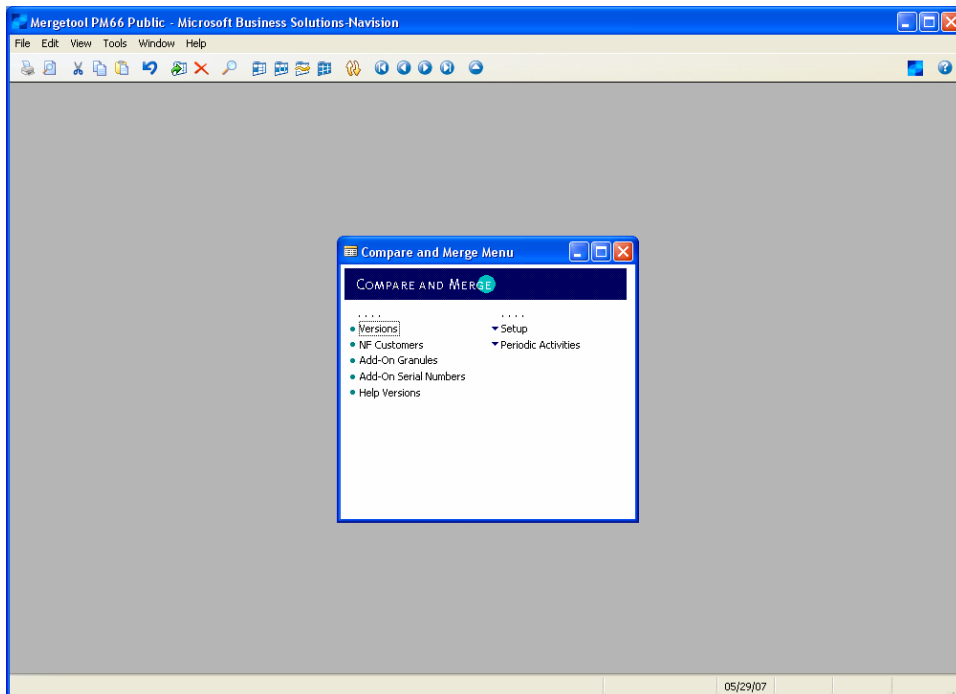 Mergetool PM66 Public - Microsoft Business Solutions-Navision
File Edit View Tools Window Help
Compare and Merge Menu
COMPARE AND MERGE
. . . .
Versions
NF Customers
Add-On Granules
Add-On Serial Numbers
Help Versions
. . . .
Setup
Periodic Activities
05/29/07